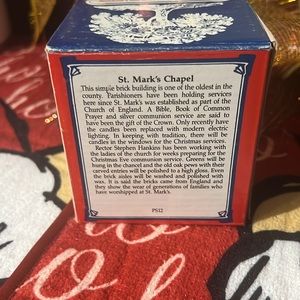 St. Mark's Chapel
This simple brick building is one of the oldest in the
county. Parishioners have been holding services
here since St. Mark's was established as part of the
Church of England. A Bible, Book of Common
Prayer and silver communion service are said to
have been the gift of the Crown. Only recently have
the candles been replaced with modern electric
lighting. In keeping with tradition, there will be
candles in the windows for the Christmas services.
Rector Stephen Hankins has been working with
the ladies of the church for weeks preparing for the
Christmas Eve communion service. Greens will be
hung in the chancel and the old oak pews with their
carved entries will be polished to a high gloss. Even
the brick aisles will be washed and polished with
wax. It is said the bricks came from England and
they show the wear of generations of families who
have worshipped at St. Mark's.
PS12